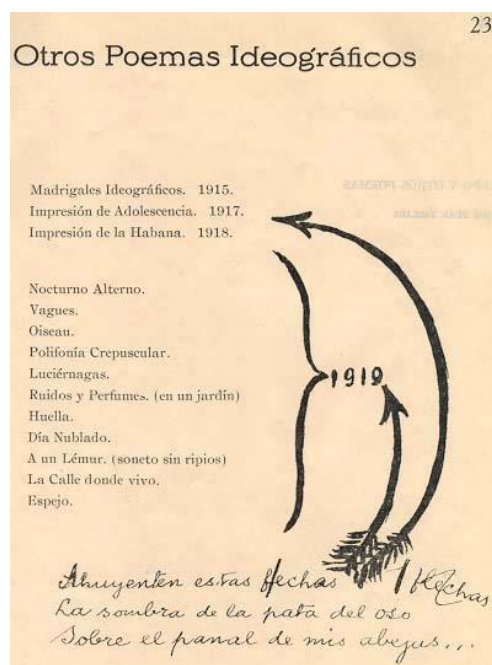 23
Otros Poemas Ideográficos
Madrigales Ideográficos. 1915.
Impresión de Adolescencia. 1917.
Impresión de la Habana. 1918.
Nocturno Alterno.
Vagues.
Oiseau.
Polifonía Crepuscular.
Luciérnagas.
Ruidos y Perfumes. (en un jardín)
Huella.
Día Nublado.
A un Lémur. (soneto sin ripios)
La Calle donde vivo.
Espejo.
1919
Ahuyenten estas flechas flechas
La sombra de la pata del oso
Sobre el panal de mis abejas...